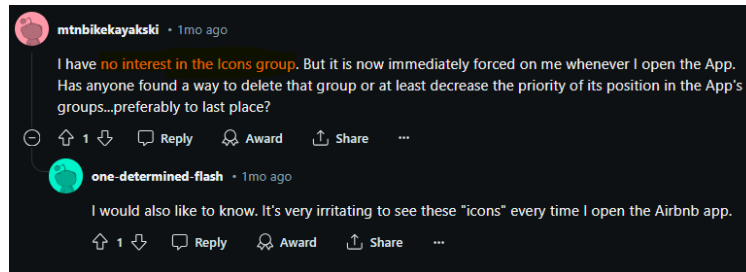 mtnbikekayakski • 1mo ago
I have no interest in the Icons group. But it is now immediately forced on me whenever I open the App.
Has anyone found a way to delete that group or at least decrease the priority of its position in the App's
groups...preferably to last place?
1 Reply Award Share ...
one-determined-flash • 1mo ago
I would also like to know. It's very irritating to see these "icons" every time I open the Airbnb app.
1 Reply Award Share ...